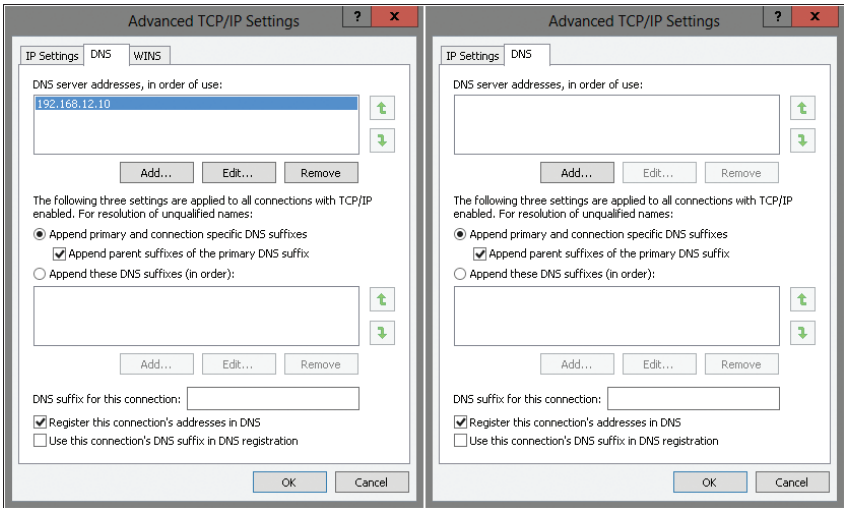 Advanced TCP/IP Settings
? x
IP Settings DNS WINS
DNS server addresses, in order of use:
192.168.12.10
Add... Edit... Remove
The following three settings are applied to all connections with TCP/IP
enabled. For resolution of unqualified names:
Append primary and connection specific DNS suffixes
Append parent suffixes of the primary DNS suffix
Append these DNS suffixes (in order):
Add... Edit... Remove
DNS suffix for this connection:
Register this connection's addresses in DNS
Use this connection's DNS suffix in DNS registration
OK Cancel
Advanced TCP/IP Settings
? x
IP Settings DNS
DNS server addresses, in order of use:
Add... Edit... Remove
The following three settings are applied to all connections with TCP/IP
enabled. For resolution of unqualified names:
Append primary and connection specific DNS suffixes
Append parent suffixes of the primary DNS suffix
Append these DNS suffixes (in order):
Add... Edit... Remove
DNS suffix for this connection:
Register this connection's addresses in DNS
Use this connection's DNS suffix in DNS registration
OK Cancel